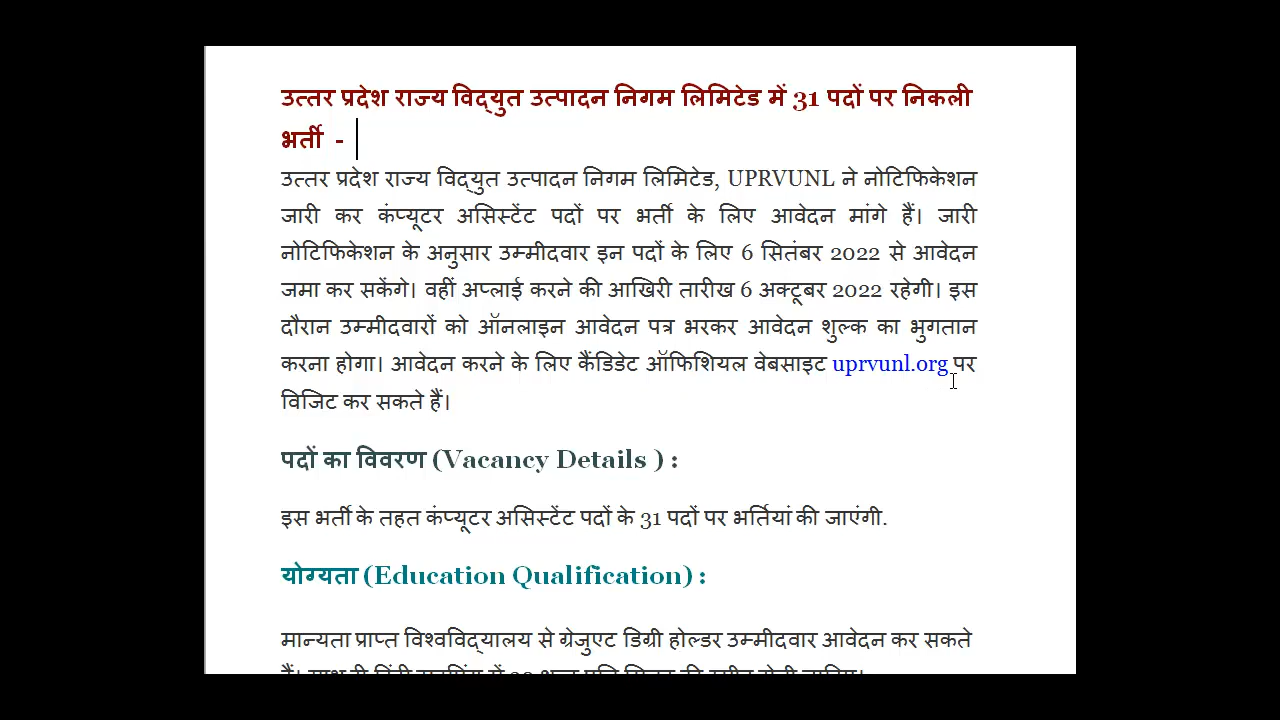 उत्तर प्रदेश राज्य विद्युत उत्पादन निगम लिमिटेड में 31 पदों पर निकली
भर्ती -
उत्तर प्रदेश राज्य विद्युत उत्पादन निगम लिमिटेड, UPRVUNL ने नोटिफिकेशन
जारी कर कंप्यूटर असिस्टेंट पदों पर भर्ती के लिए आवेदन मांगे हैं। जारी
नोटिफिकेशन के अनुसार उम्मीदवार इन पदों के लिए 6 सितंबर 2022 से आवेदन
जमा कर सकेंगे। वहीं अप्लाई करने की आखिरी तारीख 6 अक्टूबर 2022 रहेगी। इस
दौरान उम्मीदवारों को ऑनलाइन आवेदन पत्र भरकर आवेदन शुल्क का भुगतान
करना होगा। आवेदन करने के लिए कैंडिडेट ऑफिशियल वेबसाइट uprvunl.org पर
विजिट कर सकते हैं।
पदों का विवरण (Vacancy Details ) :
इस भर्ती के तहत कंप्यूटर असिस्टेंट पदों के 31 पदों पर भर्तियां की जाएंगी.
योग्यता (Education Qualification) :
मान्यता प्राप्त विश्वविद्यालय से ग्रेजुएट डिग्री होल्डर उम्मीदवार आवेदन कर सकते